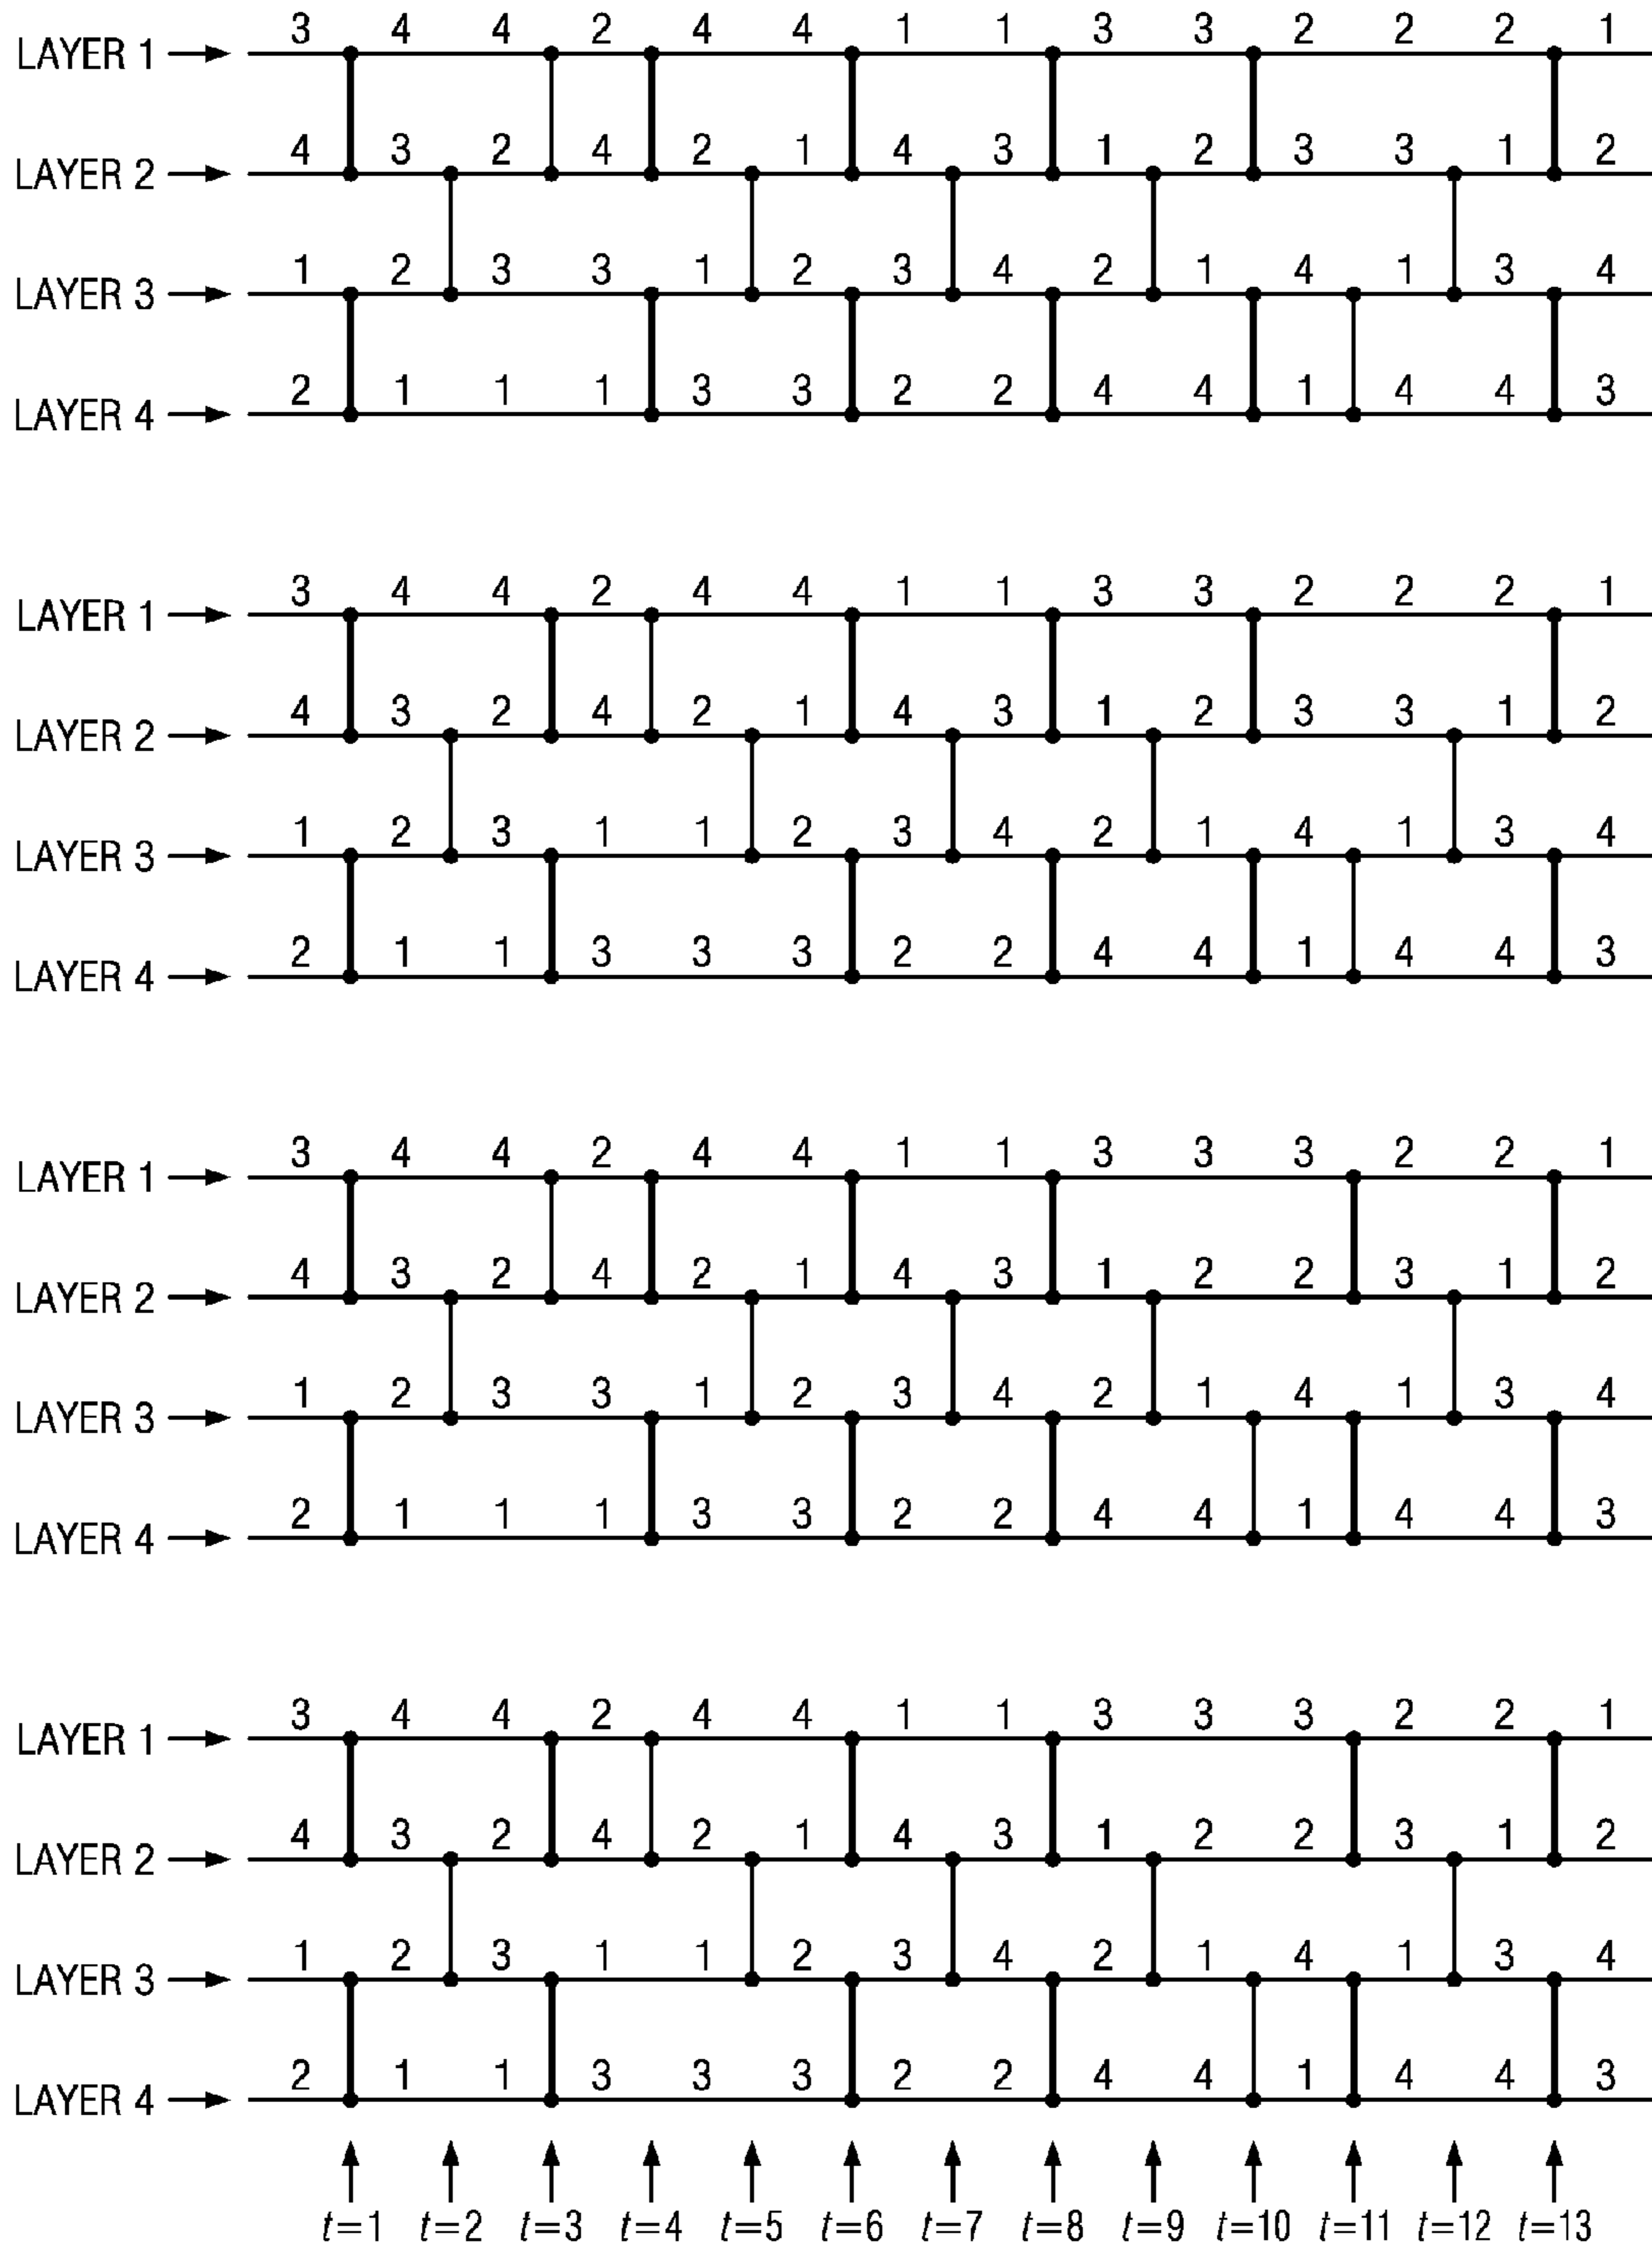 3 4 4 2 4 4 1 1 3 3 2 2 2 1
LAYER 1
4 3 2 4 2 1 4 3 1 2 3 3 1 2
LAYER 2
1 2 3 3 1 2 3 4 2 1 4 1 3 4
LAYER 3
2 1 1 1 3 3 2 2 4 4 1 4 4 3
LAYER 4
3 4 4 2 4 4 1 1 3 3 2 2 2 1
LAYER 1
4 3 2 4 2 1 4 3 1 2 3 3 1 2
LAYER 2
1 2 3 1 1 2 3 4 2 1 4 1 3 4
LAYER 3
2 1 1 3 3 3 2 2 4 4 1 4 4 3
LAYER 4
3 4 4 2 4 4 1 1 3 3 3 2 2 1
LAYER 1
4 3 2 4 2 1 4 3 1 2 2 3 1 2
LAYER 2
1 2 3 3 1 2 3 4 2 1 4 1 3 4
LAYER 3
2 1 1 1 3 3 2 2 4 4 1 4 4 3
LAYER 4
3 4 4 2 4 4 1 1 3 3 3 2 2 1
LAYER 1
4 3 2 4 2 1 4 3 1 2 2 3 1 2
LAYER 2
1 2 3 1 1 2 3 4 2 1 4 1 3 4
LAYER 3
2 1 1 3 3 3 2 2 4 4 1 4 4 3
LAYER 4
t=1 t=2 t=3 t=4 t=5 t=6 t=7 t=8 t=9 t=10 t=11 t=12 t=13